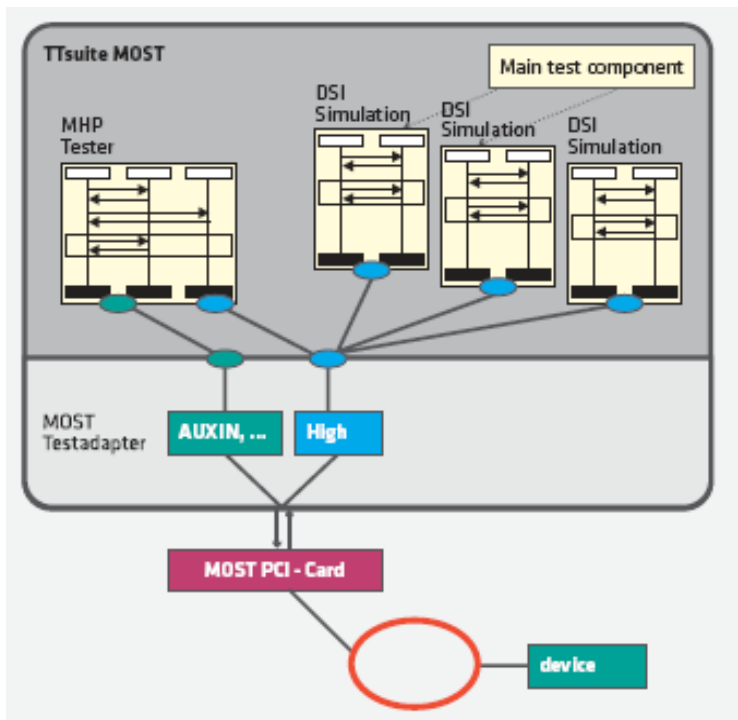 TTsuite MOST
Main test component
DSI
Simulation
DSI
Simulation
DSI
Simulation
MHP
Tester
MOST
Testadapter
AUXIN, ...
High
MOST PCI - Card
device